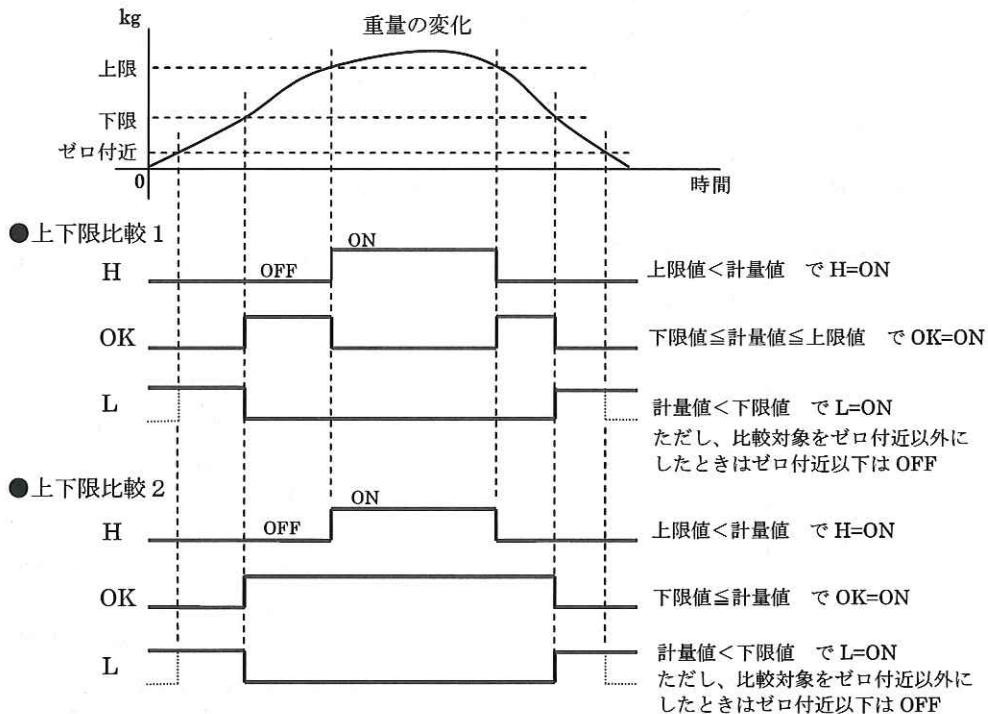 kg
重量の変化
上限
下限
ゼロ付近
0
時間
●上下限比較1
ON
H
OFF
上限値<計量値 で H=ON
OK
下限値≦計量値≦上限値 で OK=ON
L
計量値<下限値 で L=ON
ただし、比較対象をゼロ付近以外に
したときはゼロ付近以下は OFF
●上下限比較2
ON
H
OFF
上限値<計量値 で H=ON
OK
下限値≦計量値 で OK=ON
L
計量値<下限値 で L=ON
ただし、比較対象をゼロ付近以外に
したときはゼロ付近以下は OFF